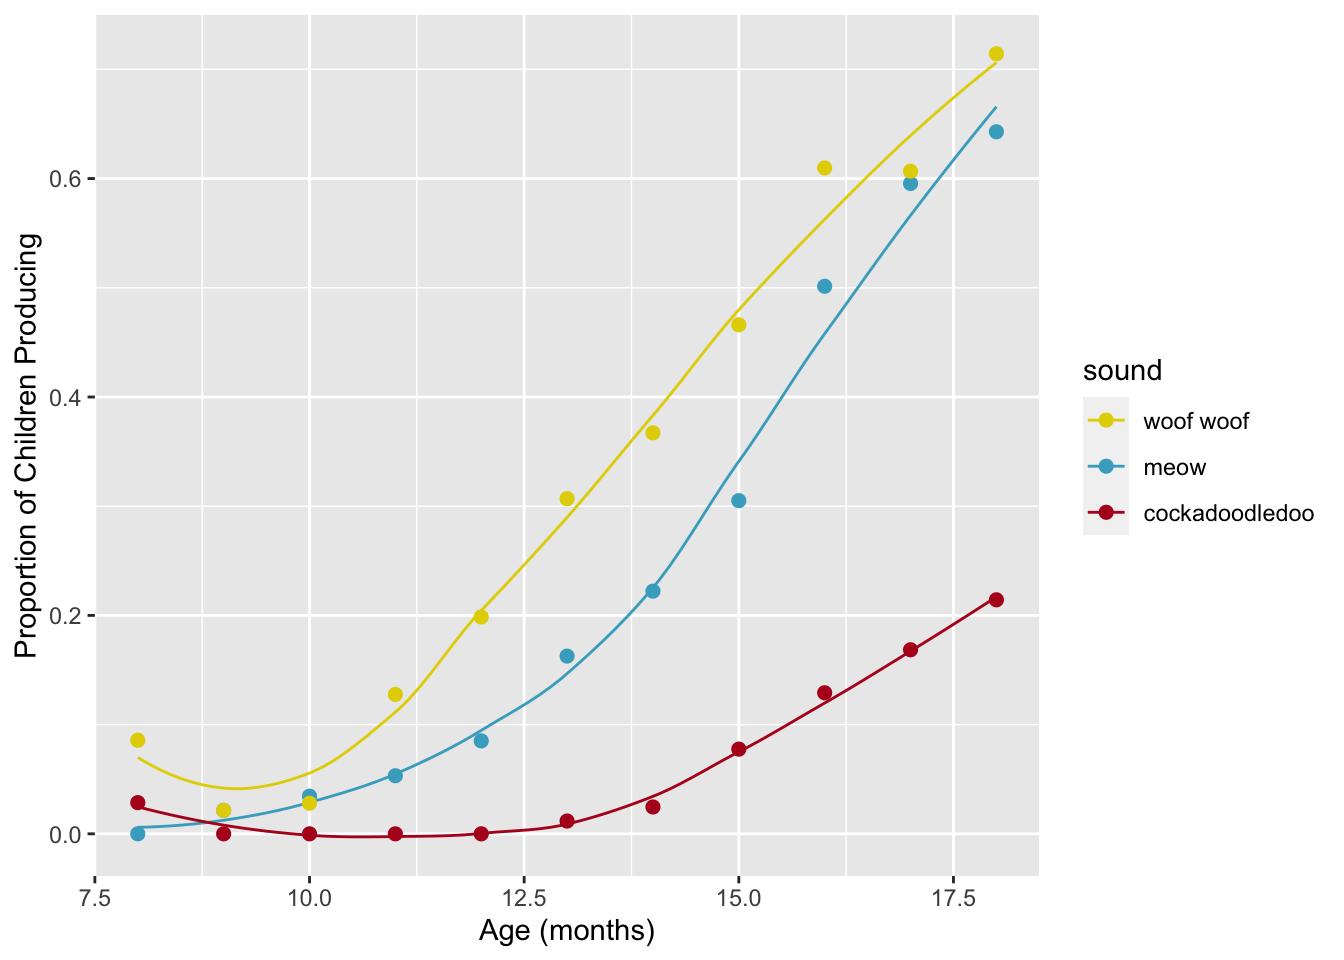 Proportion of Children Producing
0.6
0.4
0.2
0.0
7.5 10.0 12.5 15.0 17.5
Age (months)
sound
woof woof
meow
cockadoodledoo